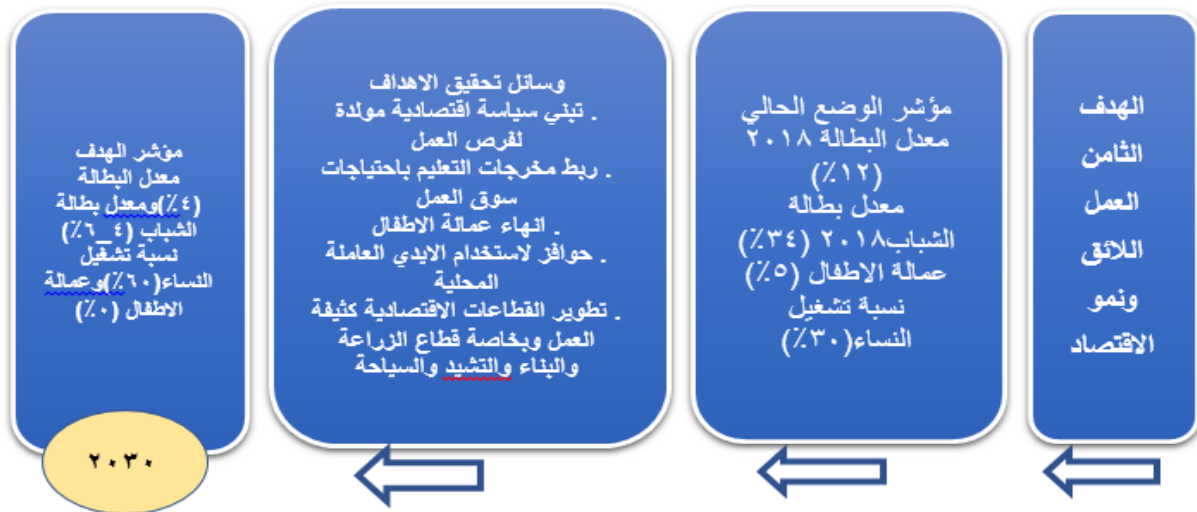 الهدف
الثامن
العمل
اللائق
ونمو
الاقتصاد
مؤشر الوضع الحالي
معدل البطالة ٢٠١٨
(٪١٢)
معدل بطالة
الشباب٢٠١٨ (٪٣٤)
عمالة الاطفال (٪٥)
نسبة تشغيل
النساء(٪٣٠)
وسائل تحقيق الاهداف
. تبني سياسة اقتصادية مولدة
لفرص العمل
. ربط مخرجات التعليم باحتياجات
سوق العمل
. انهاء عمالة الاطفال
. حوافز لاستخدام الايدي العاملة
المحلية
. تطوير القطاعات الاقتصادية كثيفة
العمل وبخاصة قطاع الزراعة
والبناء والتشيد والسياحة
مؤشر الهدف
معدل البطالة
(٪٤)ومعدل بطالة
الشباب (٤_٦٪)
نسبة تشغيل
النساء(٪٦٠)وعمالة
الاطفال (٪٠)
٢٠٣٠